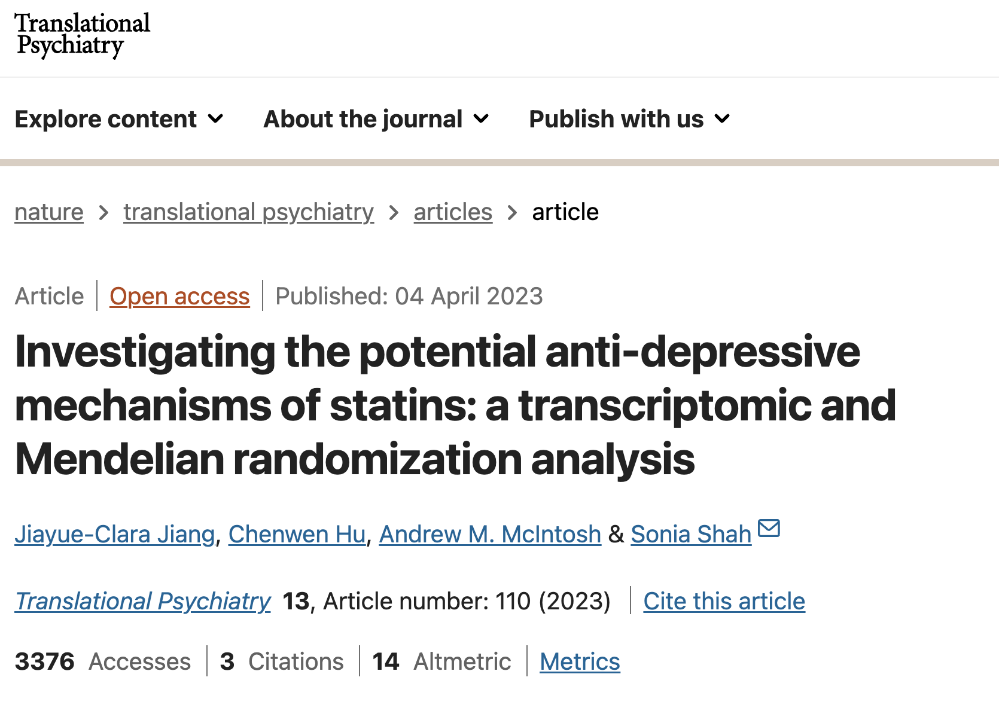 Translational
Psychiatry
Explore content About the journal Publish with us
nature > translational psychiatry > articles > article
Article | Open access | Published: 04 April 2023
Investigating the potential anti-depressive
mechanisms of statins: a transcriptomic and
Mendelian randomization analysis
Jiayue-Clara Jiang, Chenwen Hu, Andrew M. McIntosh & Sonia Shah
Translational Psychiatry 13, Article number: 110 (2023) | Cite this article
3376 Accesses | 3 Citations | 14 Altmetric | Metrics